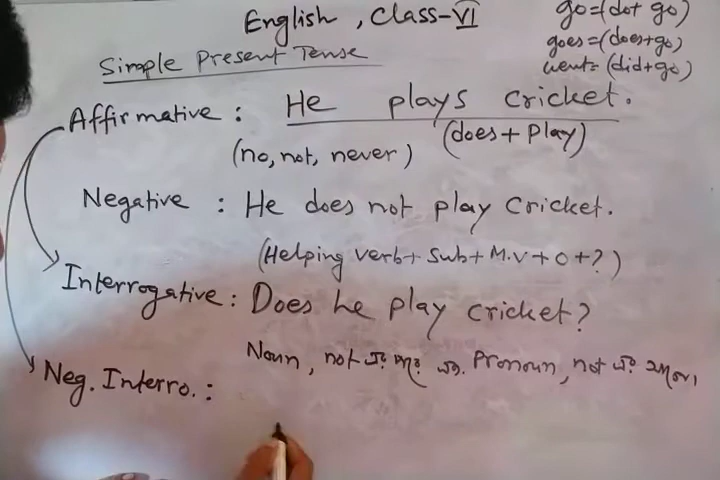 English, Class-VI
go=(do+go)
goes=(does+go)
went=(did+go)
Simple Present Tense
Affirmative : He plays cricket.
(does + play)
(no, not, never)
Negative : He does not play Cricket.
(Helping verb+ Sub+ M.V+O+?)
Interrogative : Does he play cricket?
Noun, not Pronoun, not
Neg. Interro. :